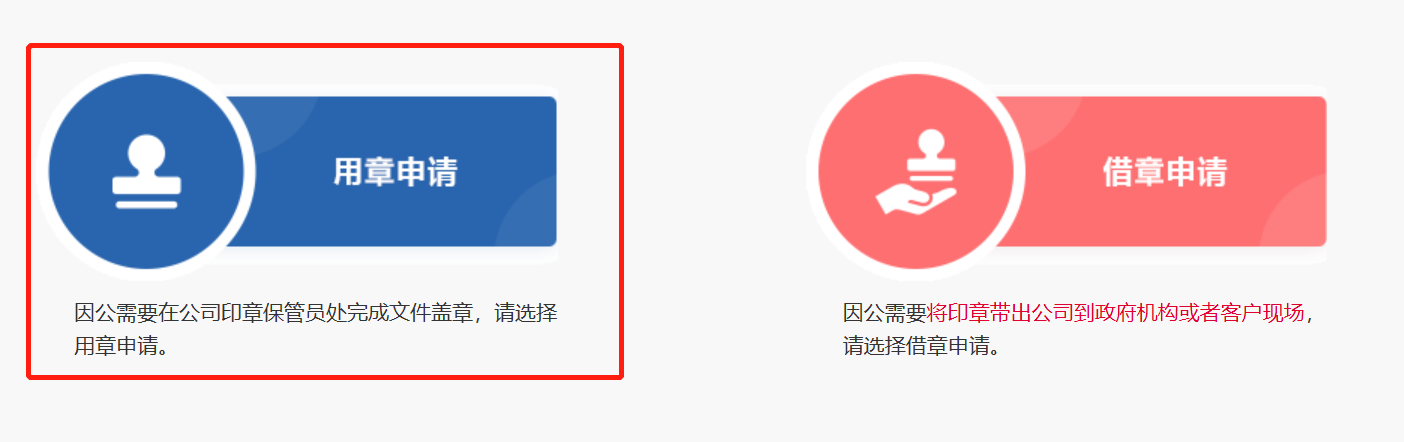 用章申请
因公需要在公司印章保管员处完成文件盖章，请选择
用章申请。
借章申请
因公需要将印章带出公司到政府机构或者客户现场，
请选择借章申请。